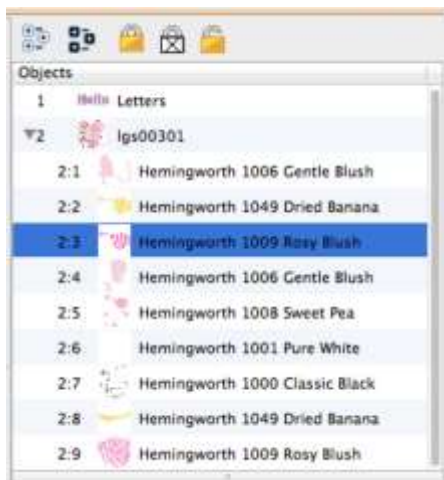 Objects
1 Hello Letters
▼2 lgs00301
2:1 Hemingworth 1006 Gentle Blush
2:2 Hemingworth 1049 Dried Banana
2:3 Hemingworth 1009 Rosy Blush
2:4 Hemingworth 1006 Gentle Blush
2:5 Hemingworth 1008 Sweet Pea
2:6 Hemingworth 1001 Pure White
2:7 Hemingworth 1000 Classic Black
2:8 Hemingworth 1049 Dried Banana
2:9 Hemingworth 1009 Rosy Blush